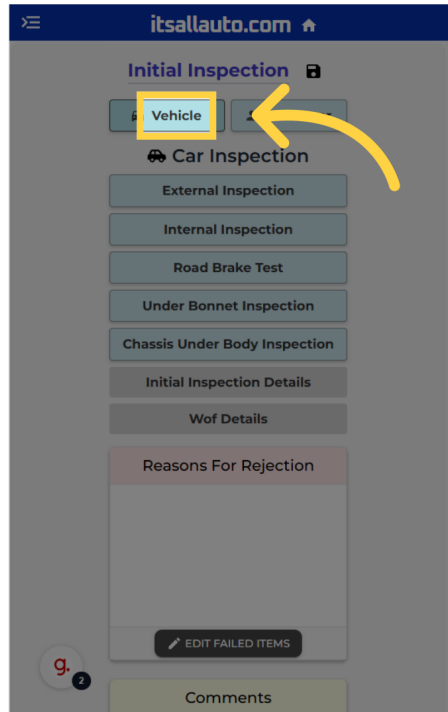 itsallauto.com
Initial Inspection
Vehicle
Car Inspection
External Inspection
Internal Inspection
Road Brake Test
Under Bonnet Inspection
Chassis Under Body Inspection
Initial Inspection Details
Wof Details
Reasons For Rejection
EDIT FAILED ITEMS
g.
2
Comments